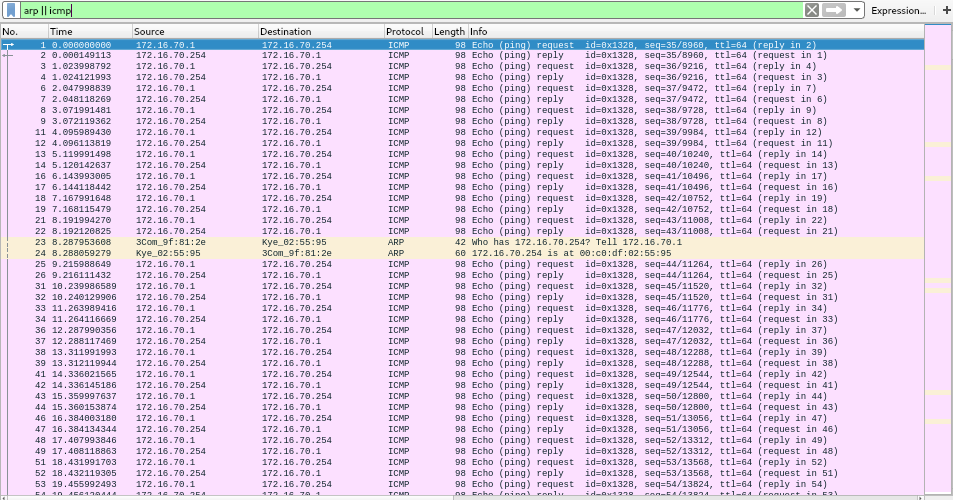 arp || icmp Expression… +
No. Time Source Destination Protocol Length Info
1 0.000000000 172.16.70.1 172.16.70.254 ICMP 98 Echo (ping) request id=0x1328, seq=35/8960, ttl=64 (reply in 2)
2 0.000149113 172.16.70.254 172.16.70.1 ICMP 98 Echo (ping) reply id=0x1328, seq=35/8960, ttl=64 (request in 1)
3 1.023998792 172.16.70.1 172.16.70.254 ICMP 98 Echo (ping) request id=0x1328, seq=36/9216, ttl=64 (reply in 4)
4 1.024121993 172.16.70.254 172.16.70.1 ICMP 98 Echo (ping) reply id=0x1328, seq=36/9216, ttl=64 (request in 3)
6 2.047998839 172.16.70.1 172.16.70.254 ICMP 98 Echo (ping) request id=0x1328, seq=37/9472, ttl=64 (reply in 7)
7 2.048118269 172.16.70.254 172.16.70.1 ICMP 98 Echo (ping) reply id=0x1328, seq=37/9472, ttl=64 (request in 6)
8 3.071991481 172.16.70.1 172.16.70.254 ICMP 98 Echo (ping) request id=0x1328, seq=38/9728, ttl=64 (reply in 9)
9 3.072119362 172.16.70.254 172.16.70.1 ICMP 98 Echo (ping) reply id=0x1328, seq=38/9728, ttl=64 (request in 8)
11 4.095989430 172.16.70.1 172.16.70.254 ICMP 98 Echo (ping) request id=0x1328, seq=39/9984, ttl=64 (reply in 12)
12 4.096113819 172.16.70.254 172.16.70.1 ICMP 98 Echo (ping) reply id=0x1328, seq=39/9984, ttl=64 (request in 11)
13 5.119991498 172.16.70.1 172.16.70.254 ICMP 98 Echo (ping) request id=0x1328, seq=40/10240, ttl=64 (reply in 14)
14 5.120142637 172.16.70.254 172.16.70.1 ICMP 98 Echo (ping) reply id=0x1328, seq=40/10240, ttl=64 (request in 13)
16 6.143993005 172.16.70.1 172.16.70.254 ICMP 98 Echo (ping) request id=0x1328, seq=41/10496, ttl=64 (reply in 17)
17 6.144118442 172.16.70.254 172.16.70.1 ICMP 98 Echo (ping) reply id=0x1328, seq=41/10496, ttl=64 (request in 16)
18 7.167991648 172.16.70.1 172.16.70.254 ICMP 98 Echo (ping) request id=0x1328, seq=42/10752, ttl=64 (reply in 19)
19 7.168115479 172.16.70.254 172.16.70.1 ICMP 98 Echo (ping) reply id=0x1328, seq=42/10752, ttl=64 (request in 18)
21 8.191994270 172.16.70.1 172.16.70.254 ICMP 98 Echo (ping) request id=0x1328, seq=43/11008, ttl=64 (reply in 22)
22 8.192120825 172.16.70.254 172.16.70.1 ICMP 98 Echo (ping) reply id=0x1328, seq=43/11008, ttl=64 (request in 21)
23 8.287953608 3Com_9f:81:2e Kye_02:55:95 ARP 42 Who has 172.16.70.254? Tell 172.16.70.1
24 8.288059279 Kye_02:55:95 3Com_9f:81:2e ARP 60 172.16.70.254 is at 00:c0:df:02:55:95
25 9.215988649 172.16.70.1 172.16.70.254 ICMP 98 Echo (ping) request id=0x1328, seq=44/11264, ttl=64 (reply in 26)
26 9.216111432 172.16.70.254 172.16.70.1 ICMP 98 Echo (ping) reply id=0x1328, seq=44/11264, ttl=64 (request in 25)
31 10.239986589 172.16.70.1 172.16.70.254 ICMP 98 Echo (ping) request id=0x1328, seq=45/11520, ttl=64 (reply in 32)
32 10.240129906 172.16.70.254 172.16.70.1 ICMP 98 Echo (ping) reply id=0x1328, seq=45/11520, ttl=64 (request in 31)
33 11.263989416 172.16.70.1 172.16.70.254 ICMP 98 Echo (ping) request id=0x1328, seq=46/11776, ttl=64 (reply in 34)
34 11.264116669 172.16.70.254 172.16.70.1 ICMP 98 Echo (ping) reply id=0x1328, seq=46/11776, ttl=64 (request in 33)
36 12.287990356 172.16.70.1 172.16.70.254 ICMP 98 Echo (ping) request id=0x1328, seq=47/12032, ttl=64 (reply in 37)
37 12.288117469 172.16.70.254 172.16.70.1 ICMP 98 Echo (ping) reply id=0x1328, seq=47/12032, ttl=64 (request in 36)
38 13.311991993 172.16.70.1 172.16.70.254 ICMP 98 Echo (ping) request id=0x1328, seq=48/12288, ttl=64 (reply in 39)
39 13.312119944 172.16.70.254 172.16.70.1 ICMP 98 Echo (ping) reply id=0x1328, seq=48/12288, ttl=64 (request in 38)
41 14.336021565 172.16.70.1 172.16.70.254 ICMP 98 Echo (ping) request id=0x1328, seq=49/12544, ttl=64 (reply in 42)
42 14.336145186 172.16.70.254 172.16.70.1 ICMP 98 Echo (ping) reply id=0x1328, seq=49/12544, ttl=64 (request in 41)
43 15.359997637 172.16.70.1 172.16.70.254 ICMP 98 Echo (ping) request id=0x1328, seq=50/12800, ttl=64 (reply in 44)
44 15.360153874 172.16.70.254 172.16.70.1 ICMP 98 Echo (ping) reply id=0x1328, seq=50/12800, ttl=64 (request in 43)
46 16.384003180 172.16.70.1 172.16.70.254 ICMP 98 Echo (ping) request id=0x1328, seq=51/13056, ttl=64 (reply in 47)
47 16.384134344 172.16.70.254 172.16.70.1 ICMP 98 Echo (ping) reply id=0x1328, seq=51/13056, ttl=64 (request in 46)
48 17.407993846 172.16.70.1 172.16.70.254 ICMP 98 Echo (ping) request id=0x1328, seq=52/13312, ttl=64 (reply in 49)
49 17.408118863 172.16.70.254 172.16.70.1 ICMP 98 Echo (ping) reply id=0x1328, seq=52/13312, ttl=64 (request in 48)
51 18.431991703 172.16.70.1 172.16.70.254 ICMP 98 Echo (ping) request id=0x1328, seq=53/13568, ttl=64 (reply in 52)
52 18.432119305 172.16.70.254 172.16.70.1 ICMP 98 Echo (ping) reply id=0x1328, seq=53/13568, ttl=64 (request in 51)
53 19.455992493 172.16.70.1 172.16.70.254 ICMP 98 Echo (ping) request id=0x1328, seq=54/13824, ttl=64 (reply in 54)